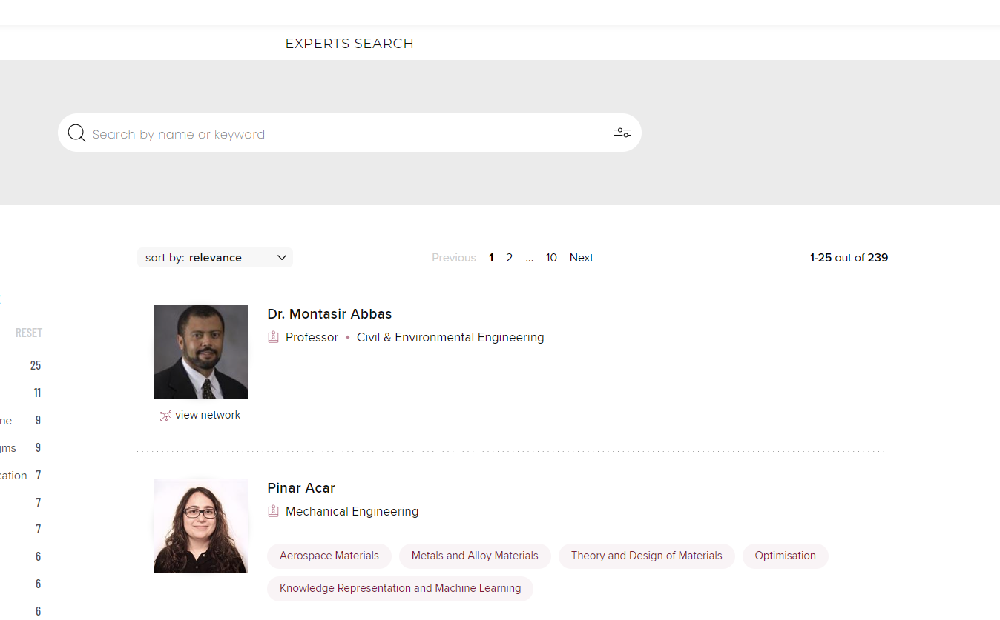 EXPERTS SEARCH
Search by name or keyword
sort by: relevance
Previous 1 2 ... 10 Next
1-25 out of 239
RESET
25
11
9
9
cation 7
7
7
6
6
6
Dr. Montasir Abbas
Professor • Civil & Environmental Engineering
view network
Pinar Acar
Mechanical Engineering
Aerospace Materials Metals and Alloy Materials Theory and Design of Materials Optimisation
Knowledge Representation and Machine Learning